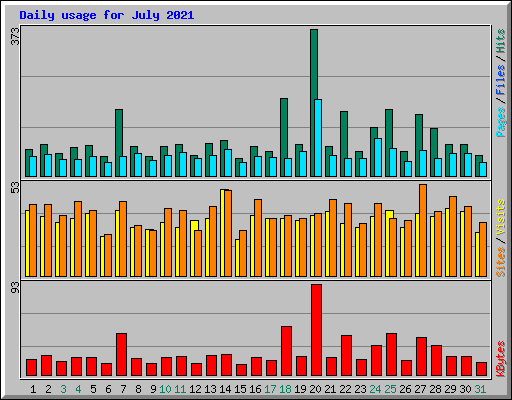 Daily usage for July 2021
373
Pages / Files / Hits
53
Sites / Visits
93
KBytes
1 2 3 4 5 6 7 8 9 10 11 12 13 14 15 16 17 18 19 20 21 22 23 24 25 26 27 28 29 30 31